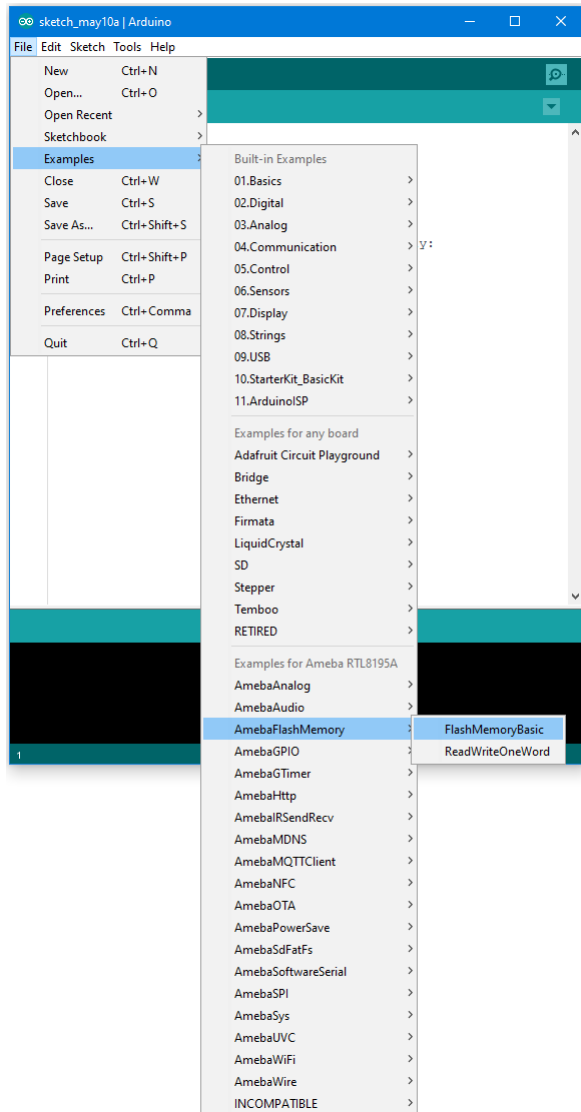 sketch_may10a | Arduino
File Edit Sketch Tools Help
New Ctrl+N
Open... Ctrl+O
Open Recent
Sketchbook
Examples
Close Ctrl+W
Save Ctrl+S
Save As... Ctrl+Shift+S
Page Setup Ctrl+Shift+P
Print Ctrl+P
Preferences Ctrl+Comma
Quit Ctrl+Q
Built-in Examples
01.Basics
02.Digital
03.Analog
04.Communication
05.Control
06.Sensors
07.Display
08.Strings
09.USB
10.StarterKit_BasicKit
11.ArduinoISP
Examples for any board
Adafruit Circuit Playground
Bridge
Ethernet
Firmata
LiquidCrystal
SD
Stepper
Temboo
RETIRED
Examples for Ameba RTL8195A
AmebaAnalog
AmebaAudio
AmebaFlashMemory
AmebaGPIO
AmebaGTimer
AmebaHttp
AmebaIRSendRecv
AmebaMDNS
AmebaMQTTClient
AmebaNFC
AmebaOTA
AmebaPowerSave
AmebaSdFatFs
AmebaSoftwareSerial
AmebaSPI
AmebaSys
AmebaUVC
AmebaWiFi
AmebaWire
INCOMPATIBLE
FlashMemoryBasic
ReadWriteOneWord
y:
1